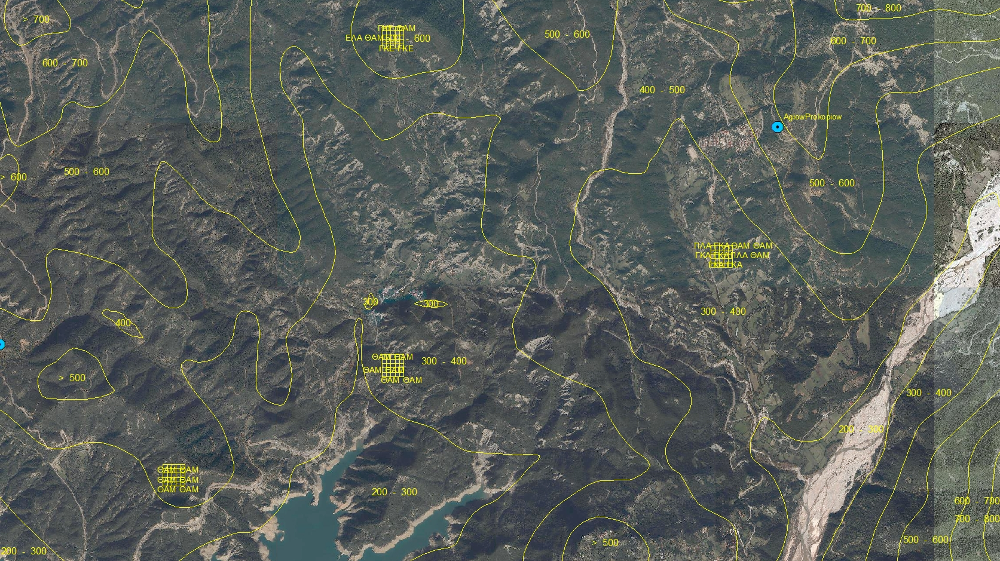 700 - 800
> 700
ΓΚΕ ΘΑΜ
500 - 600
ΕΛΑ ΘΑΜ
- 600
600 - 700
ΓΚΕ ΓΚΕ
600 - 700
400 - 500
AgiowProkopiow
500 - 600
> 600
500 - 600
ΠΛΑ ΓΚΑ ΘΑΜ ΘΑΜ
ΓΚΑ ΓΚΑ ΠΛΑ ΘΑΜ
ΓΚΑ ΓΚΑ
300
300
300 - 400
400
ΘΑΜ ΘΑΜ
300 - 400
ΘΑΜ ΘΑΜ
> 500
ΘΑΜ ΘΑΜ
300 - 400
200 - 300
ΘΑΜ ΘΑΜ
ΘΑΜ ΘΑΜ
ΘΑΜ ΘΑΜ
200 - 300
600 - 700
700 - 800
500 - 600
> 500
200 - 300